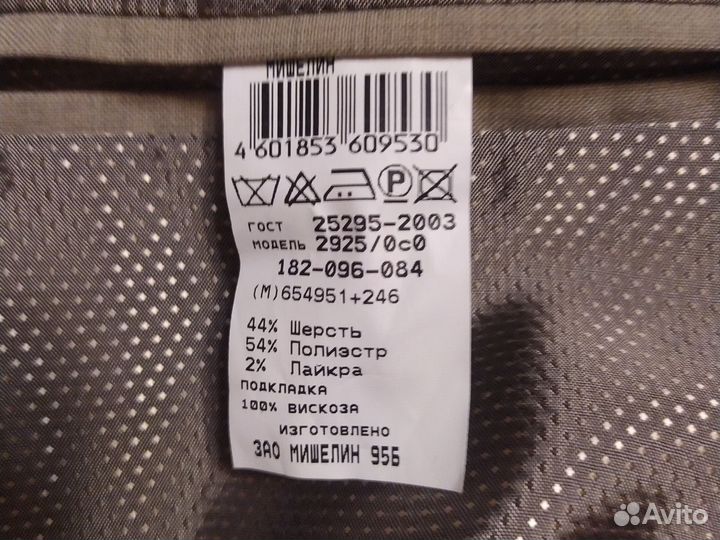 МИШЕЛИН
4 601853 609530
P
ГОСТ 25295-2003
МОДЕЛЬ 2925/0с0
182-096-084
(М)654951+246
44% Шерсть
54% Полиэстр
2% Лайкра
ПОДКЛАДКА
100% ВИСКОЗА
ИЗГОТОВЛЕНО
ЗАО МИШЕЛИН 95Б
Avito